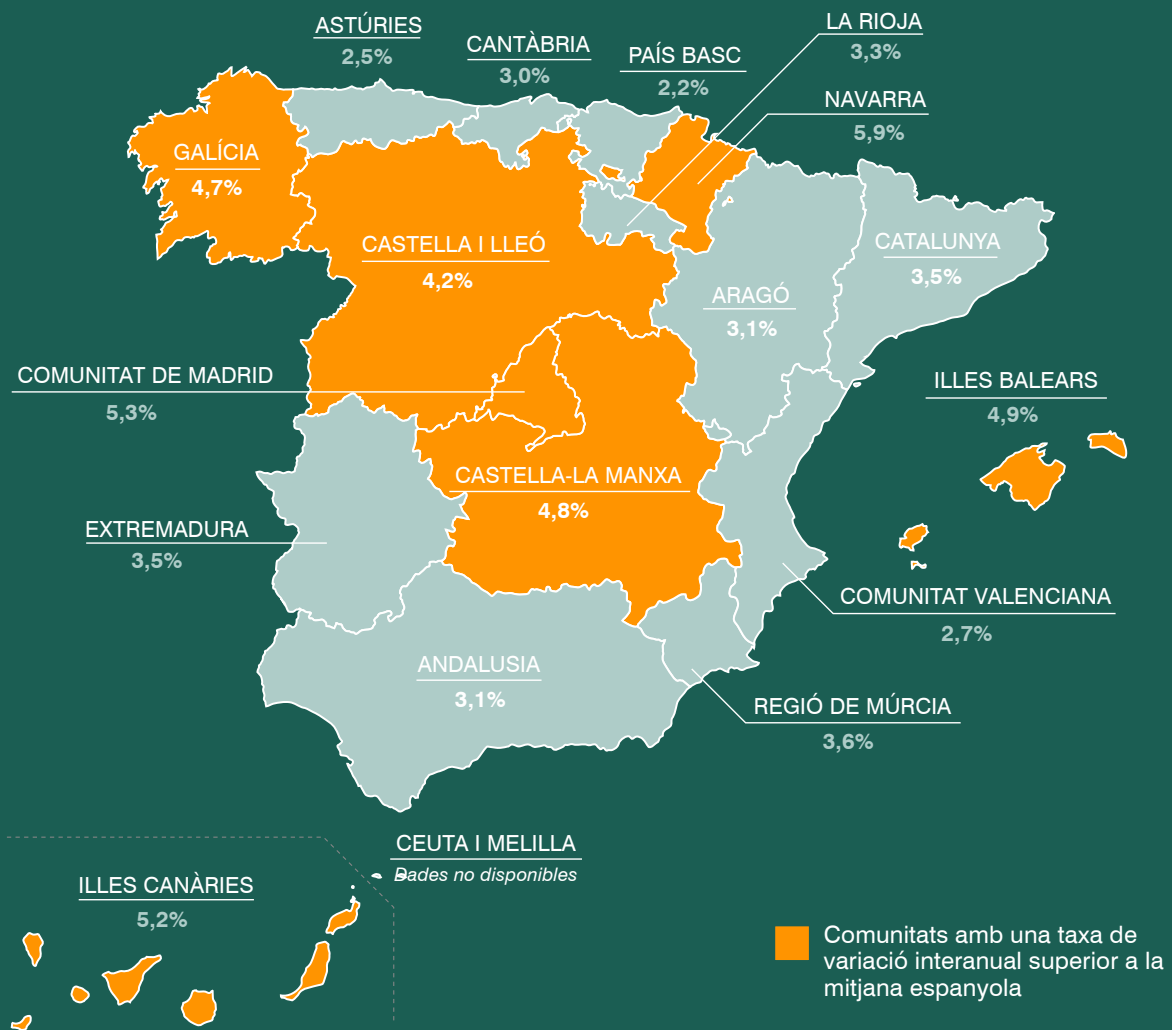 ASTÚRIES
2,5%
CANTÀBRIA
3,0%
PAÍS BASC
2,2%
LA RIOJA
3,3%
NAVARRA
5,9%
GALÍCIA
4,7%
CASTELLA I LLEÓ
4,2%
CATALUNYA
3,5%
ARAGÓ
3,1%
COMUNITAT DE MADRID
5,3%
ILLES BALEARS
4,9%
CASTELLA-LA MANXA
4,8%
EXTREMADURA
3,5%
COMUNITAT VALENCIANA
2,7%
ANDALUSIA
3,1%
REGIÓ DE MÚRCIA
3,6%
CEUTA I MELILLA
Dades no disponibles
ILLES CANÀRIES
5,2%
Comunitats amb una taxa de
variació interanual superior a la
mitjana espanyola